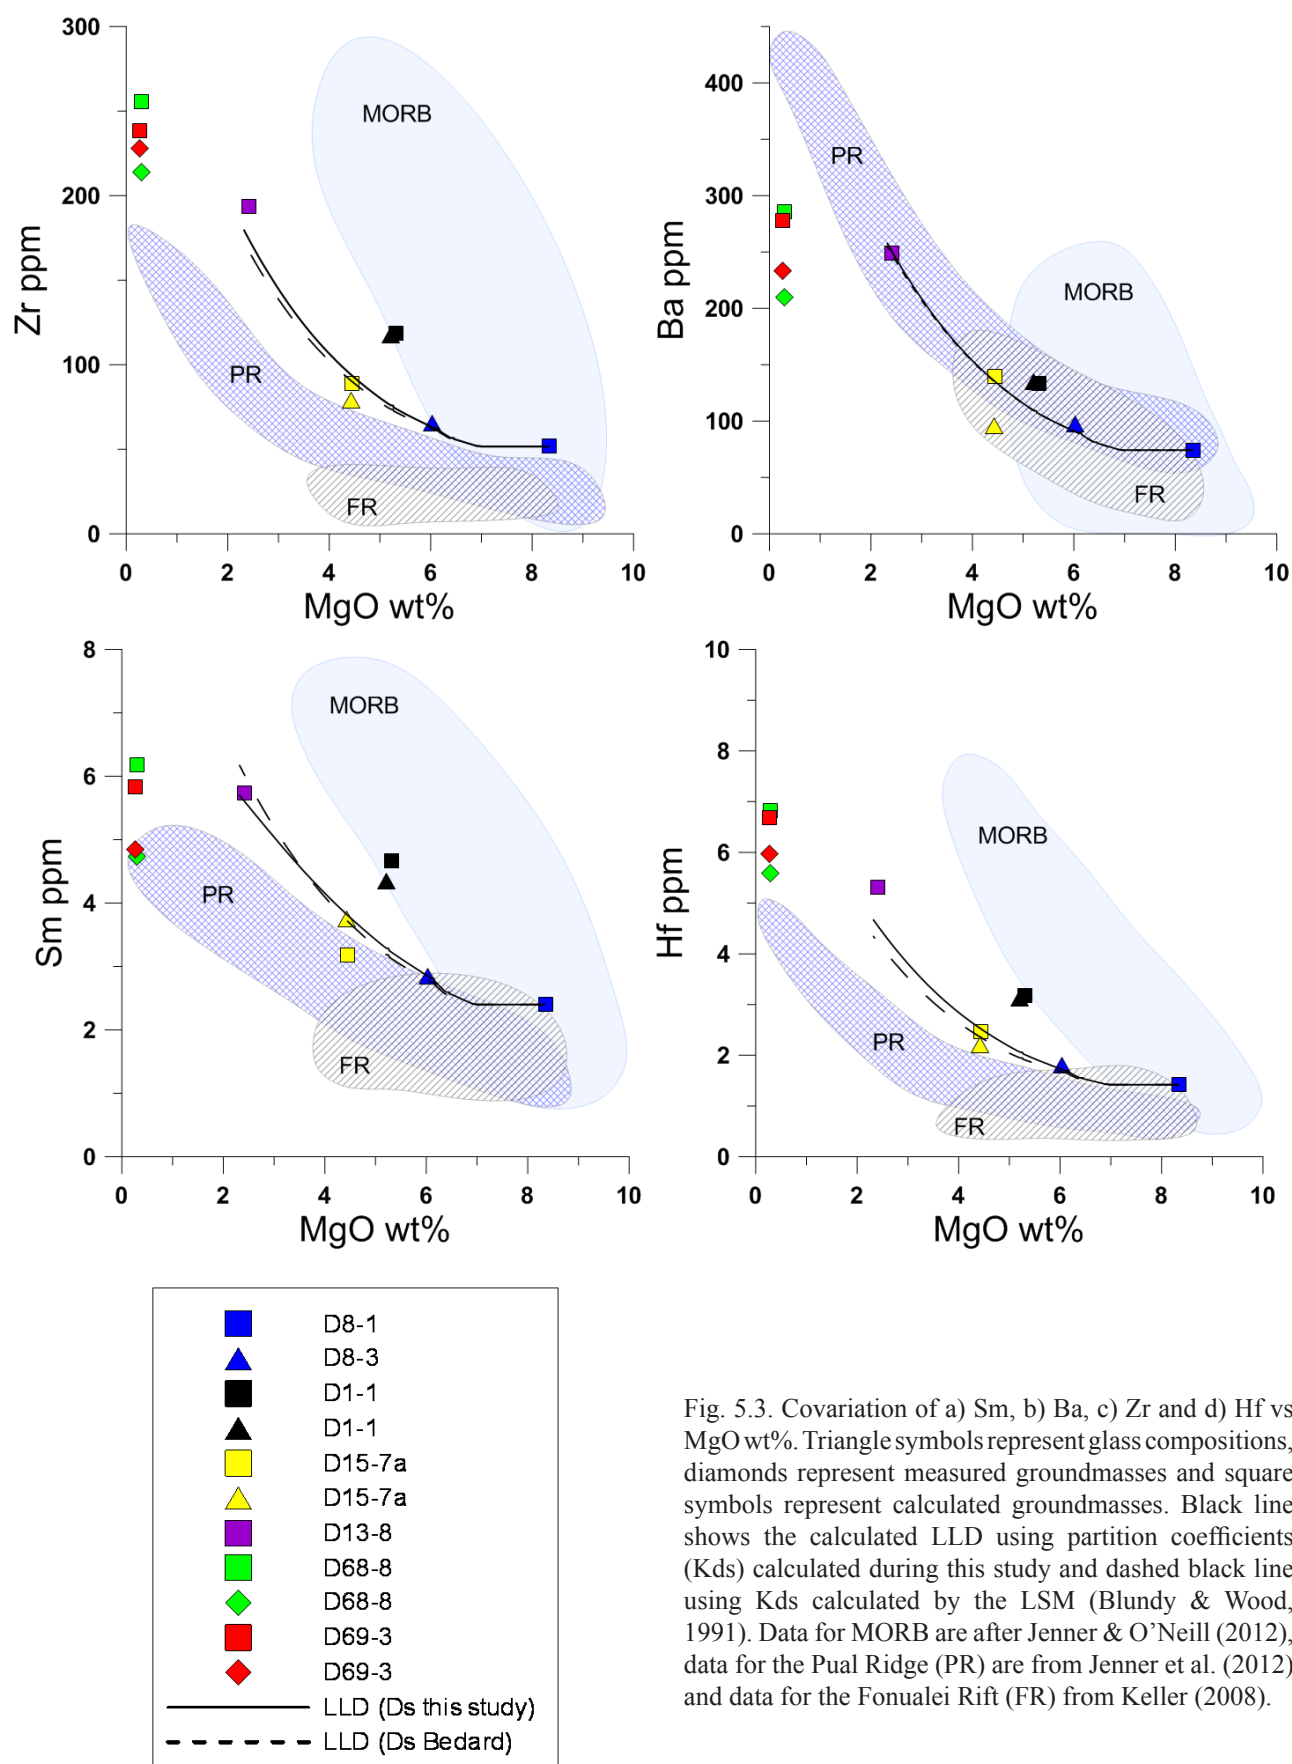 300
200
100
0
Zr ppm
MORB
PR
FR
0 2 4 6 8 10
MgO wt%
400
300
200
100
0
Ba ppm
PR
MORB
FR
0 2 4 6 8 10
MgO wt%
8
6
4
2
0
Sm ppm
MORB
PR
FR
0 2 4 6 8 10
MgO wt%
10
8
6
4
2
0
Hf ppm
MORB
PR
FR
0 2 4 6 8 10
MgO wt%
D8-1
D8-3
D1-1
D1-1
D15-7a
D15-7a
D13-8
D68-8
D68-8
D69-3
D69-3
LLD (Ds this study)
LLD (Ds Bedard)
Fig. 5.3. Covariation of a) Sm, b) Ba, c) Zr and d) Hf vs
MgO wt%. Triangle symbols represent glass compositions,
diamonds represent measured groundmasses and square
symbols represent calculated groundmasses. Black line
shows the calculated LLD using partition coefficients
(Kds) calculated during this study and dashed black line
using Kds calculated by the LSM (Blundy & Wood,
1991). Data for MORB are after Jenner & O’Neill (2012),
data for the Pual Ridge (PR) are from Jenner et al. (2012)
and data for the Fonualei Rift (FR) from Keller (2008).